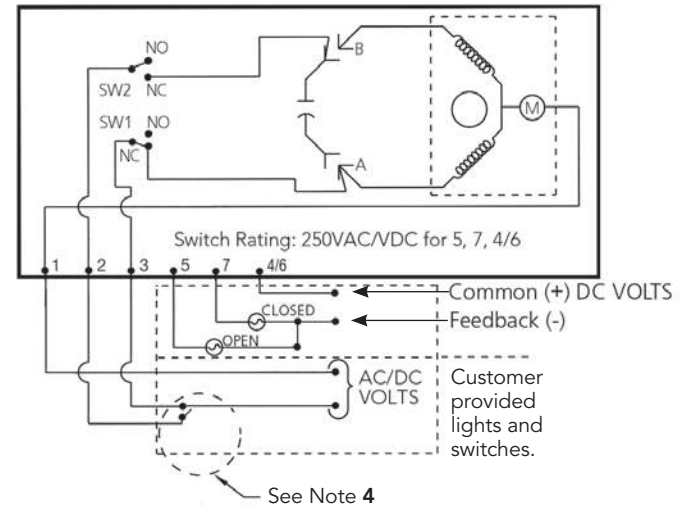 NO
B
SW2 NC
M
SW1 NO
NC
A
Switch Rating: 250VAC/VDC for 5, 7, 4/6
1 2 3 5 7 4/6
Common (+) DC VOLTS
CLOSED
Feedback (-)
OPEN
AC/DC
VOLTS
Customer
provided
lights and
switches.
See Note 4